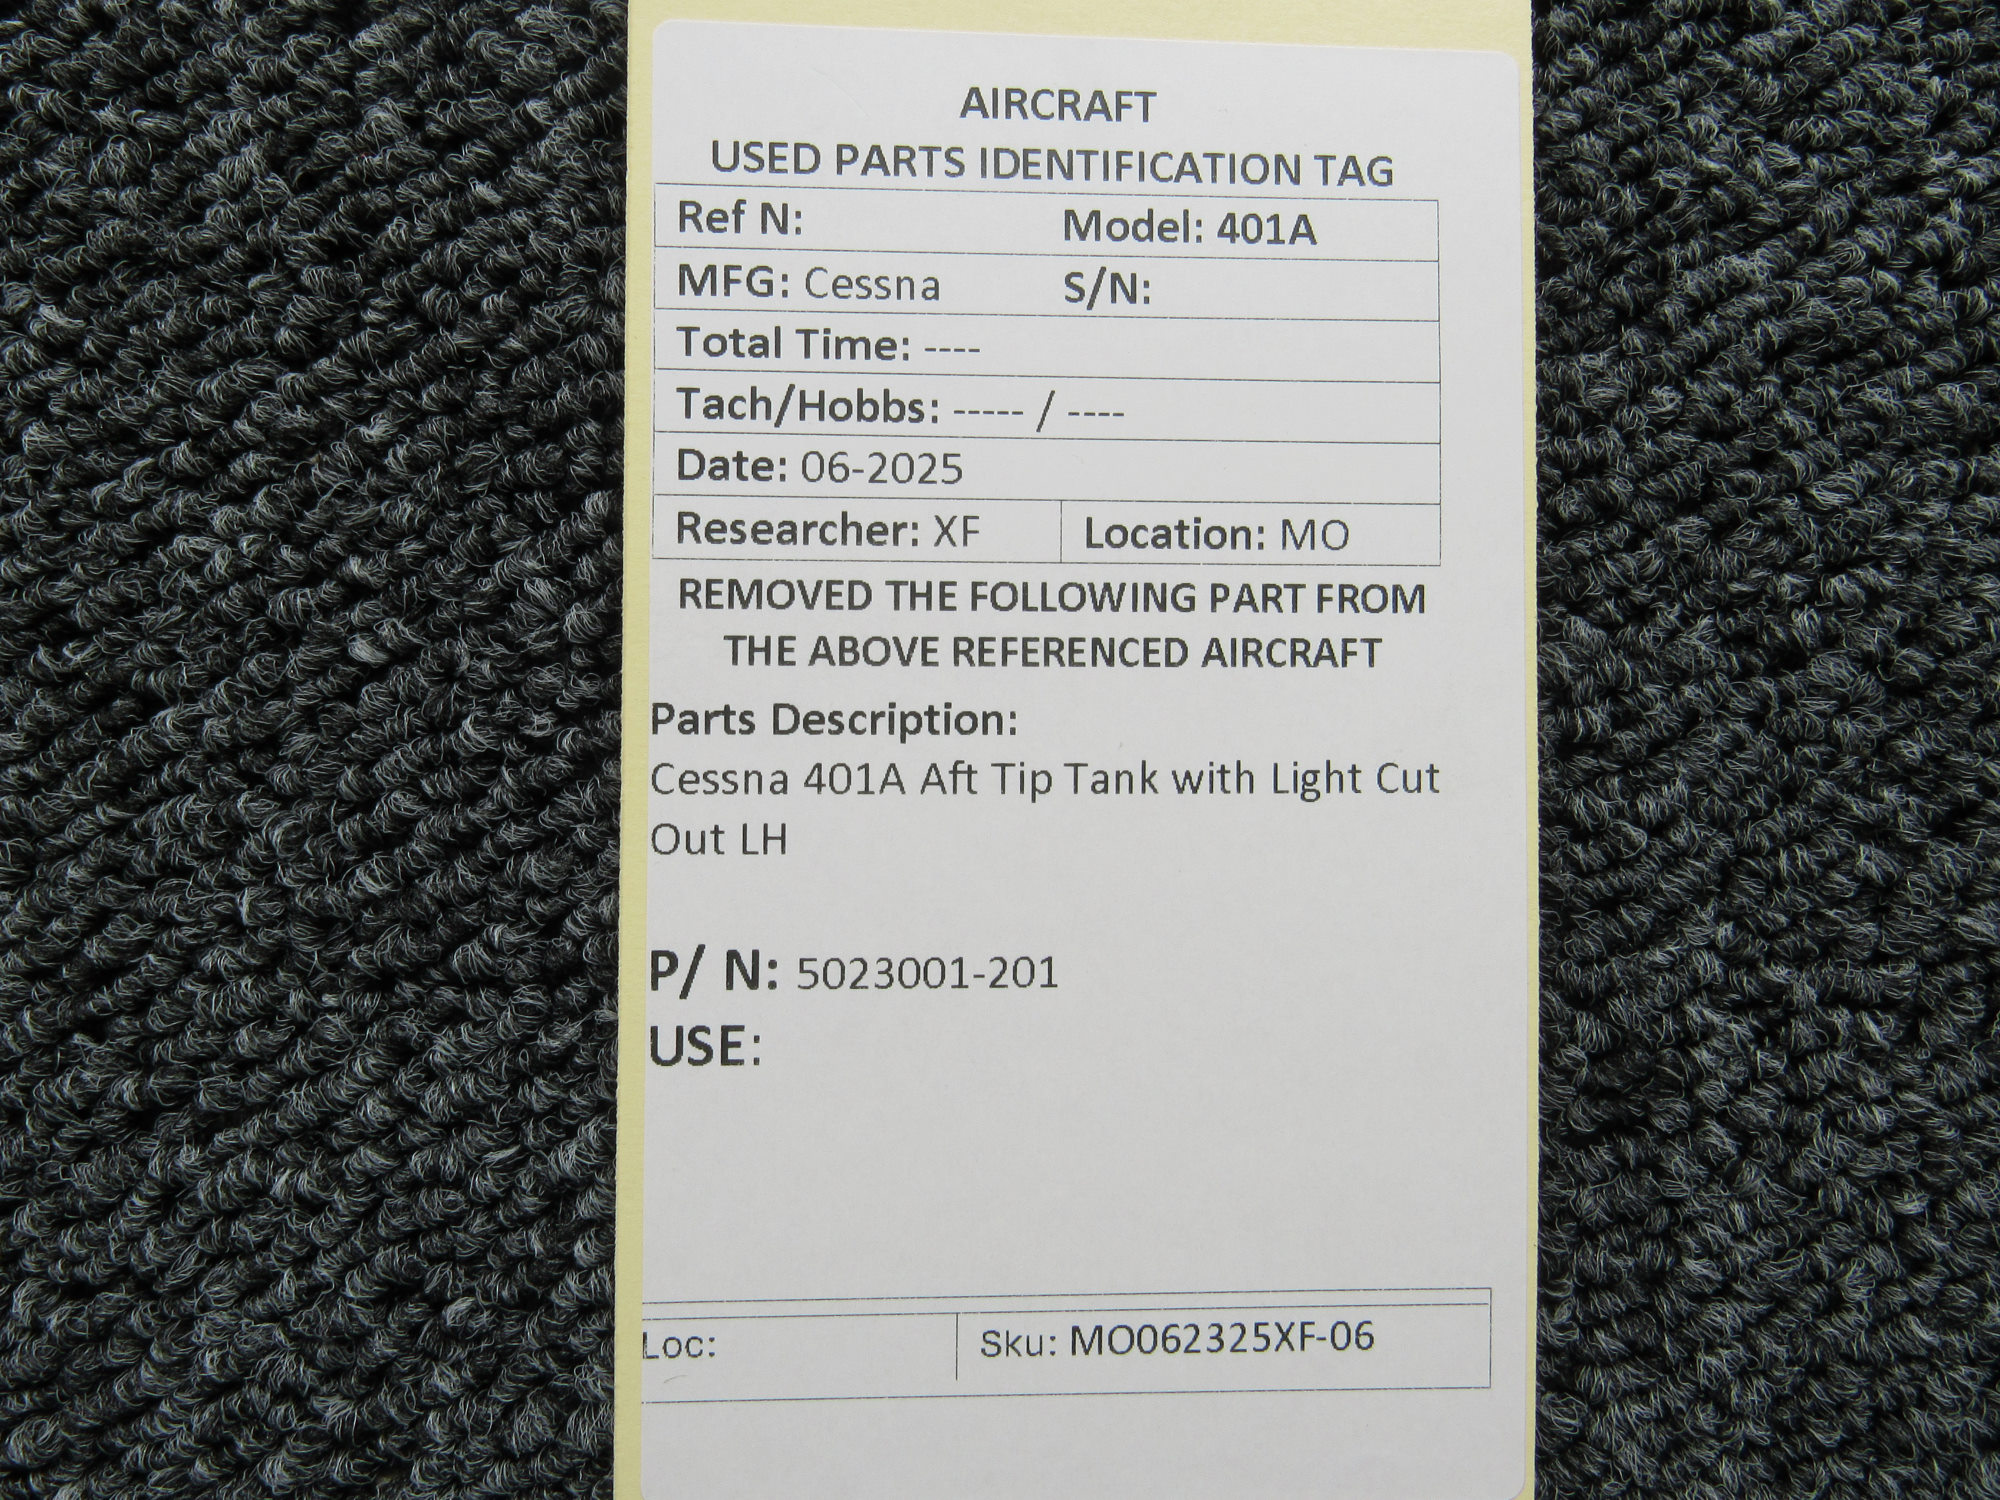 AIRCRAFT
USED PARTS IDENTIFICATION TAG
Ref N: Model: 401A
MFG: Cessna S/N:
Total Time: ----
Tach/Hobbs: ----- / ----
Date: 06-2025
Researcher: XF Location: MO
REMOVED THE FOLLOWING PART FROM
THE ABOVE REFERENCED AIRCRAFT
Parts Description:
Cessna 401A Aft Tip Tank with Light Cut
Out LH
P/ N: 5023001-201
USE:
Loc: Sku: MO062325XF-06